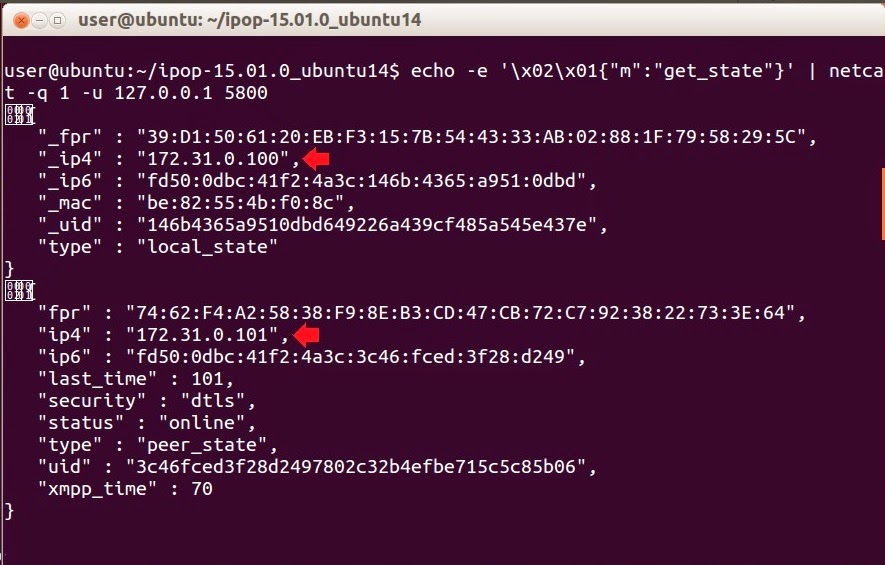 user@ubuntu: ~/ipop-15.01.0_ubuntu14
user@ubuntu:~/ipop-15.01.0_ubuntu14$ echo -e '\x02\x01{"m":"get_state"}' | netca
t -q 1 -u 127.0.0.1 5800
{
"_fpr" : "39:D1:50:61:20:EB:F3:15:7B:54:43:33:AB:02:88:1F:79:58:29:5C",
"_ip4" : "172.31.0.100",
"_ip6" : "fd50:0dbc:41f2:4a3c:146b:4365:a951:0dbd",
"_mac" : "be:82:55:4b:f0:8c",
"_uid" : "146b4365a9510dbd649226a439cf485a545e437e",
"type" : "local_state"
}
{
"fpr" : "74:62:F4:A2:58:38:F9:8E:B3:CD:47:CB:72:C7:92:38:22:73:3E:64",
"ip4" : "172.31.0.101",
"ip6" : "fd50:0dbc:41f2:4a3c:3c46:fced:3f28:d249",
"last_time" : 101,
"security" : "dtls",
"status" : "online",
"type" : "peer_state",
"uid" : "3c46fced3f28d2497802c32b4efbe715c5c85b06",
"xmpp_time" : 70
}